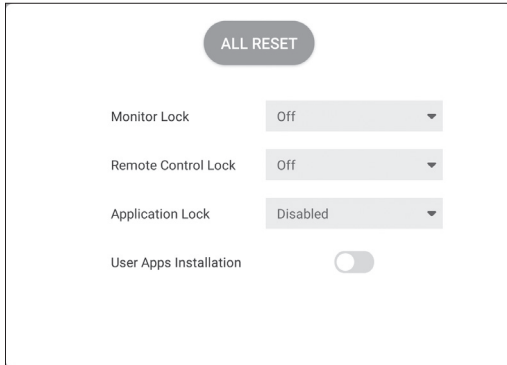 ALL RESET
Monitor Lock Off
Remote Control Lock Off
Application Lock Disabled
User Apps Installation